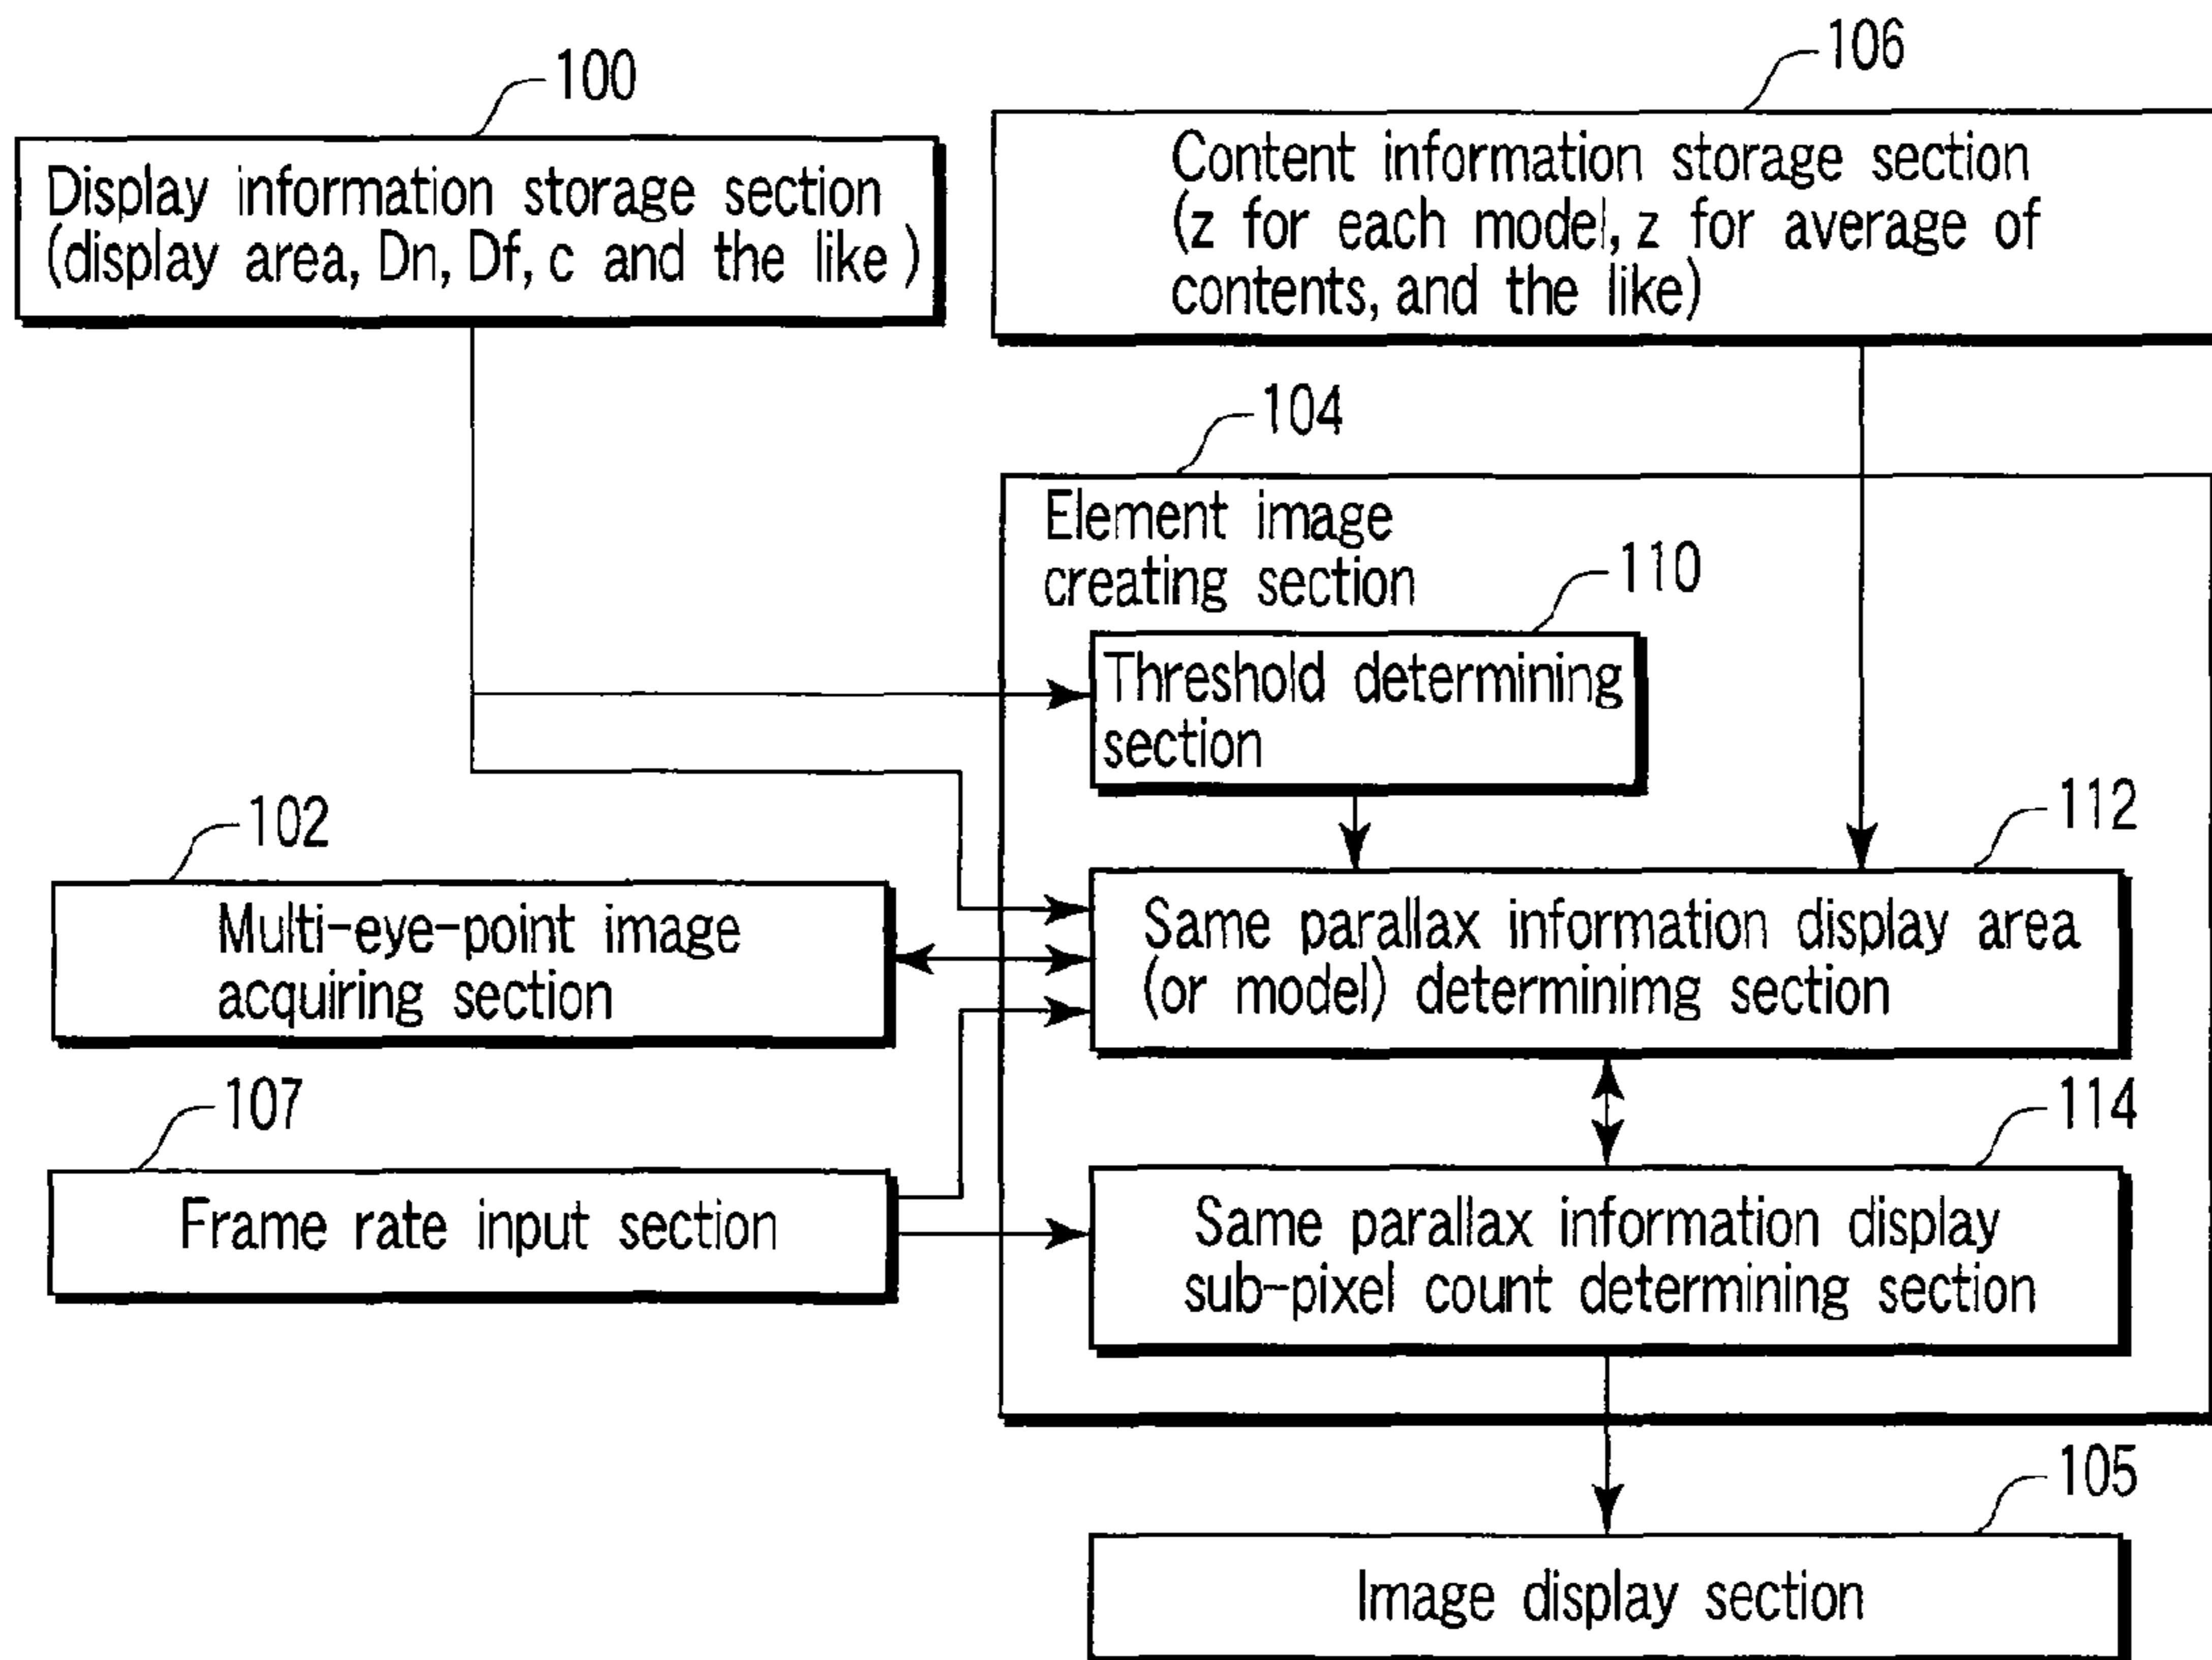 100
Display information storage section
(display area, Dn, Df, c and the like )
106
Content information storage section
(z for each model, z for average of
contents, and the like)
104
Element image
creating section
110
Threshold determining
section
102
Multi-eye-point image
acquiring section
112
Same parallax information display area
(or model) determinimg section
107
Frame rate input section
114
Same parallax information display
sub-pixel count determining section
105
Image display section